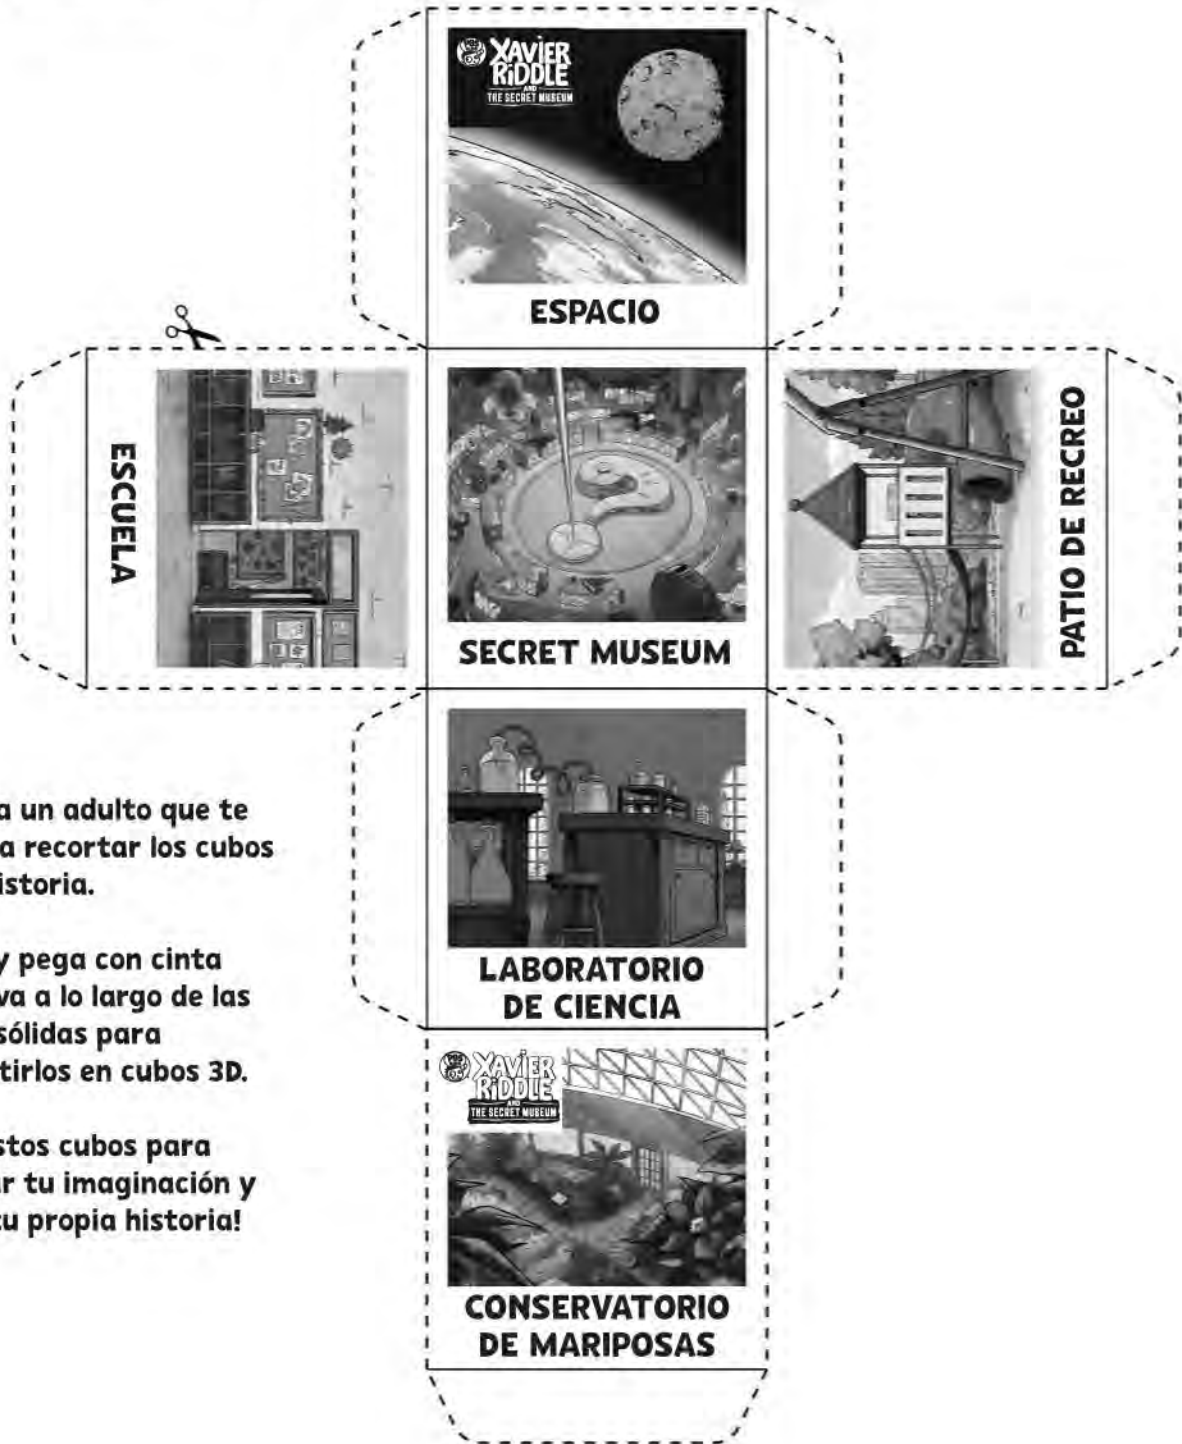 XAVIER
RIDDLE
AND
THE SECRET MUSEUM
ESPACIO
ESCUELA
SECRET MUSEUM
PATIO DE RECREO
a un adulto que te
a recortar los cubos
istoria.
y pega con cinta
va a lo largo de las
sólidas para
tirlos en cubos 3D.
stos cubos para
ar tu imaginación y
tu propia historia!
LABORATORIO
DE CIENCIA
XAVIER
RIDDLE
AND
THE SECRET MUSEUM
CONSERVATORIO
DE MARIPOSAS